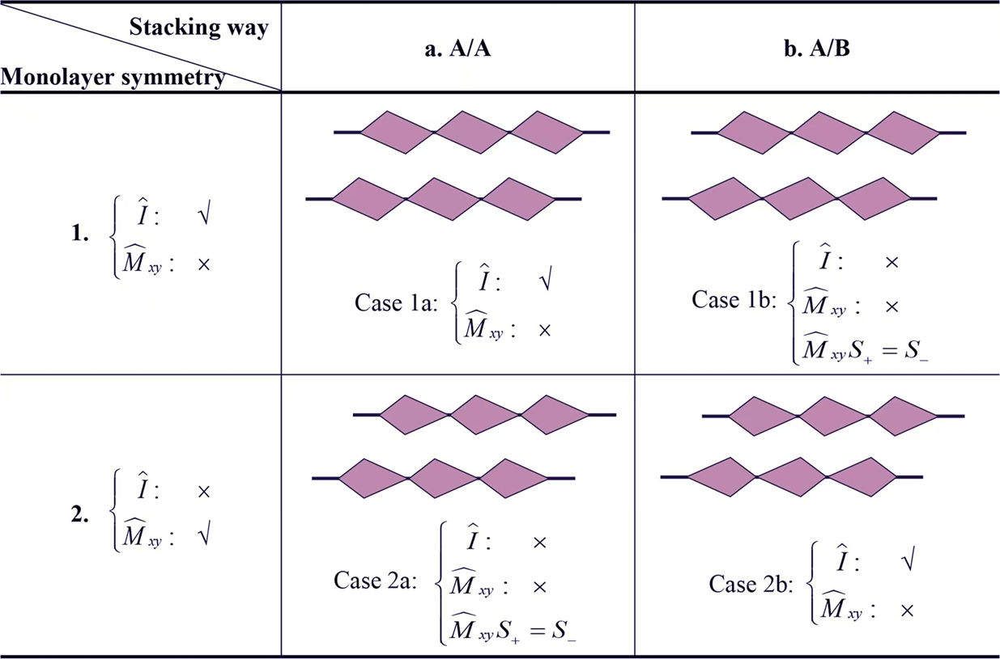 Stacking way
Monolayer symmetry
a. A/A
b. A/B
1. { Î : √
M̂xy : ×
Case 1a: { Î : √
M̂xy : ×
Case 1b: { Î : ×
M̂xy : ×
M̂xyS+ = S−
2. { Î : ×
M̂xy : √
Case 2a: { Î : ×
M̂xy : ×
M̂xyS+ = S−
Case 2b: { Î : √
M̂xy : ×